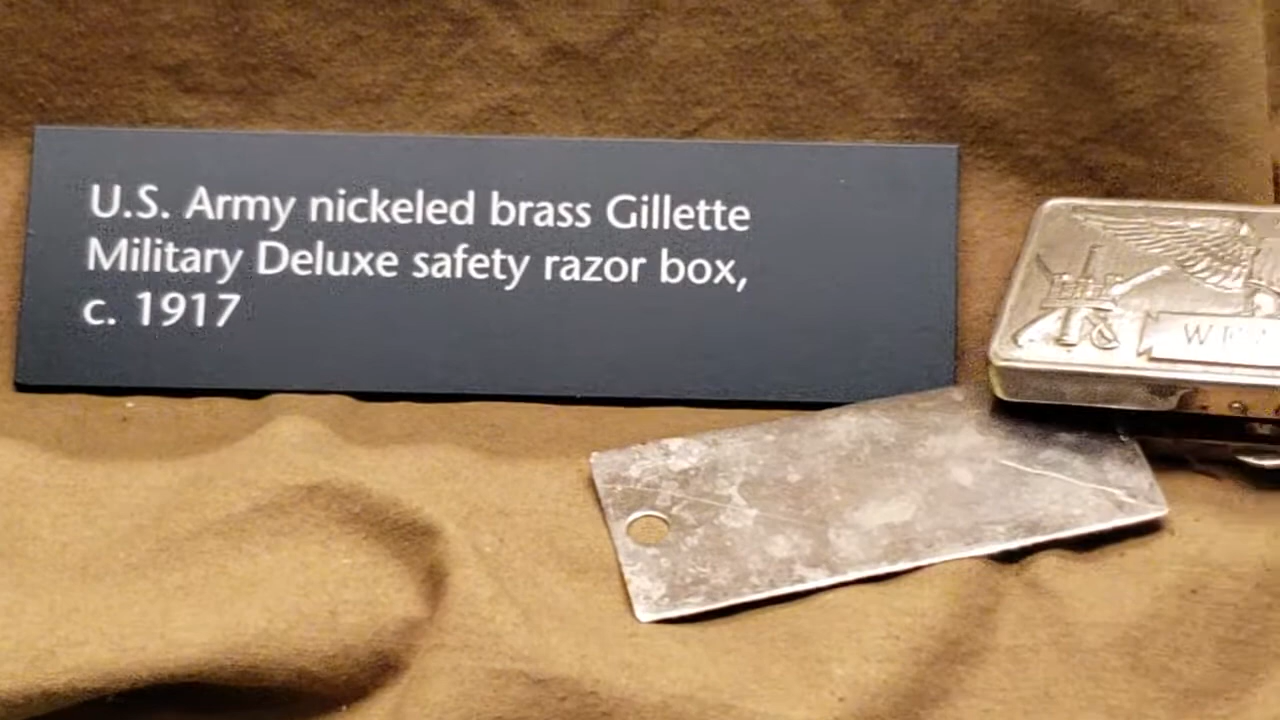 U.S. Army nickeled brass Gillette
Military Deluxe safety razor box,
c. 1917